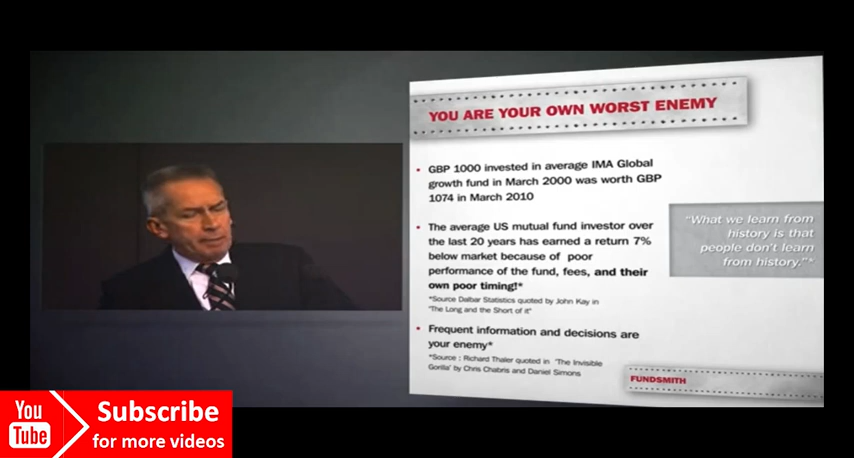 YOU ARE YOUR OWN WORST ENEMY
• GBP 1000 invested in average IMA Global
growth fund in March 2000 was worth GBP
1074 in March 2010
• The average US mutual fund investor over
the last 20 years has earned a return 7%
below market because of poor
performance of the fund, fees, and their
own poor timing!*
*Source Dalbar Statistics quoted by John Kay in
'The Long and the Short of it'
• Frequent information and decisions are
your enemy*
*Source : Richard Thaler quoted in 'The Invisible
Gorilla' by Chris Chabris and Daniel Simons
"What we learn from
history is that
people don't learn
from history."*
FUNDSMITH
You
Tube
Subscribe
for more videos